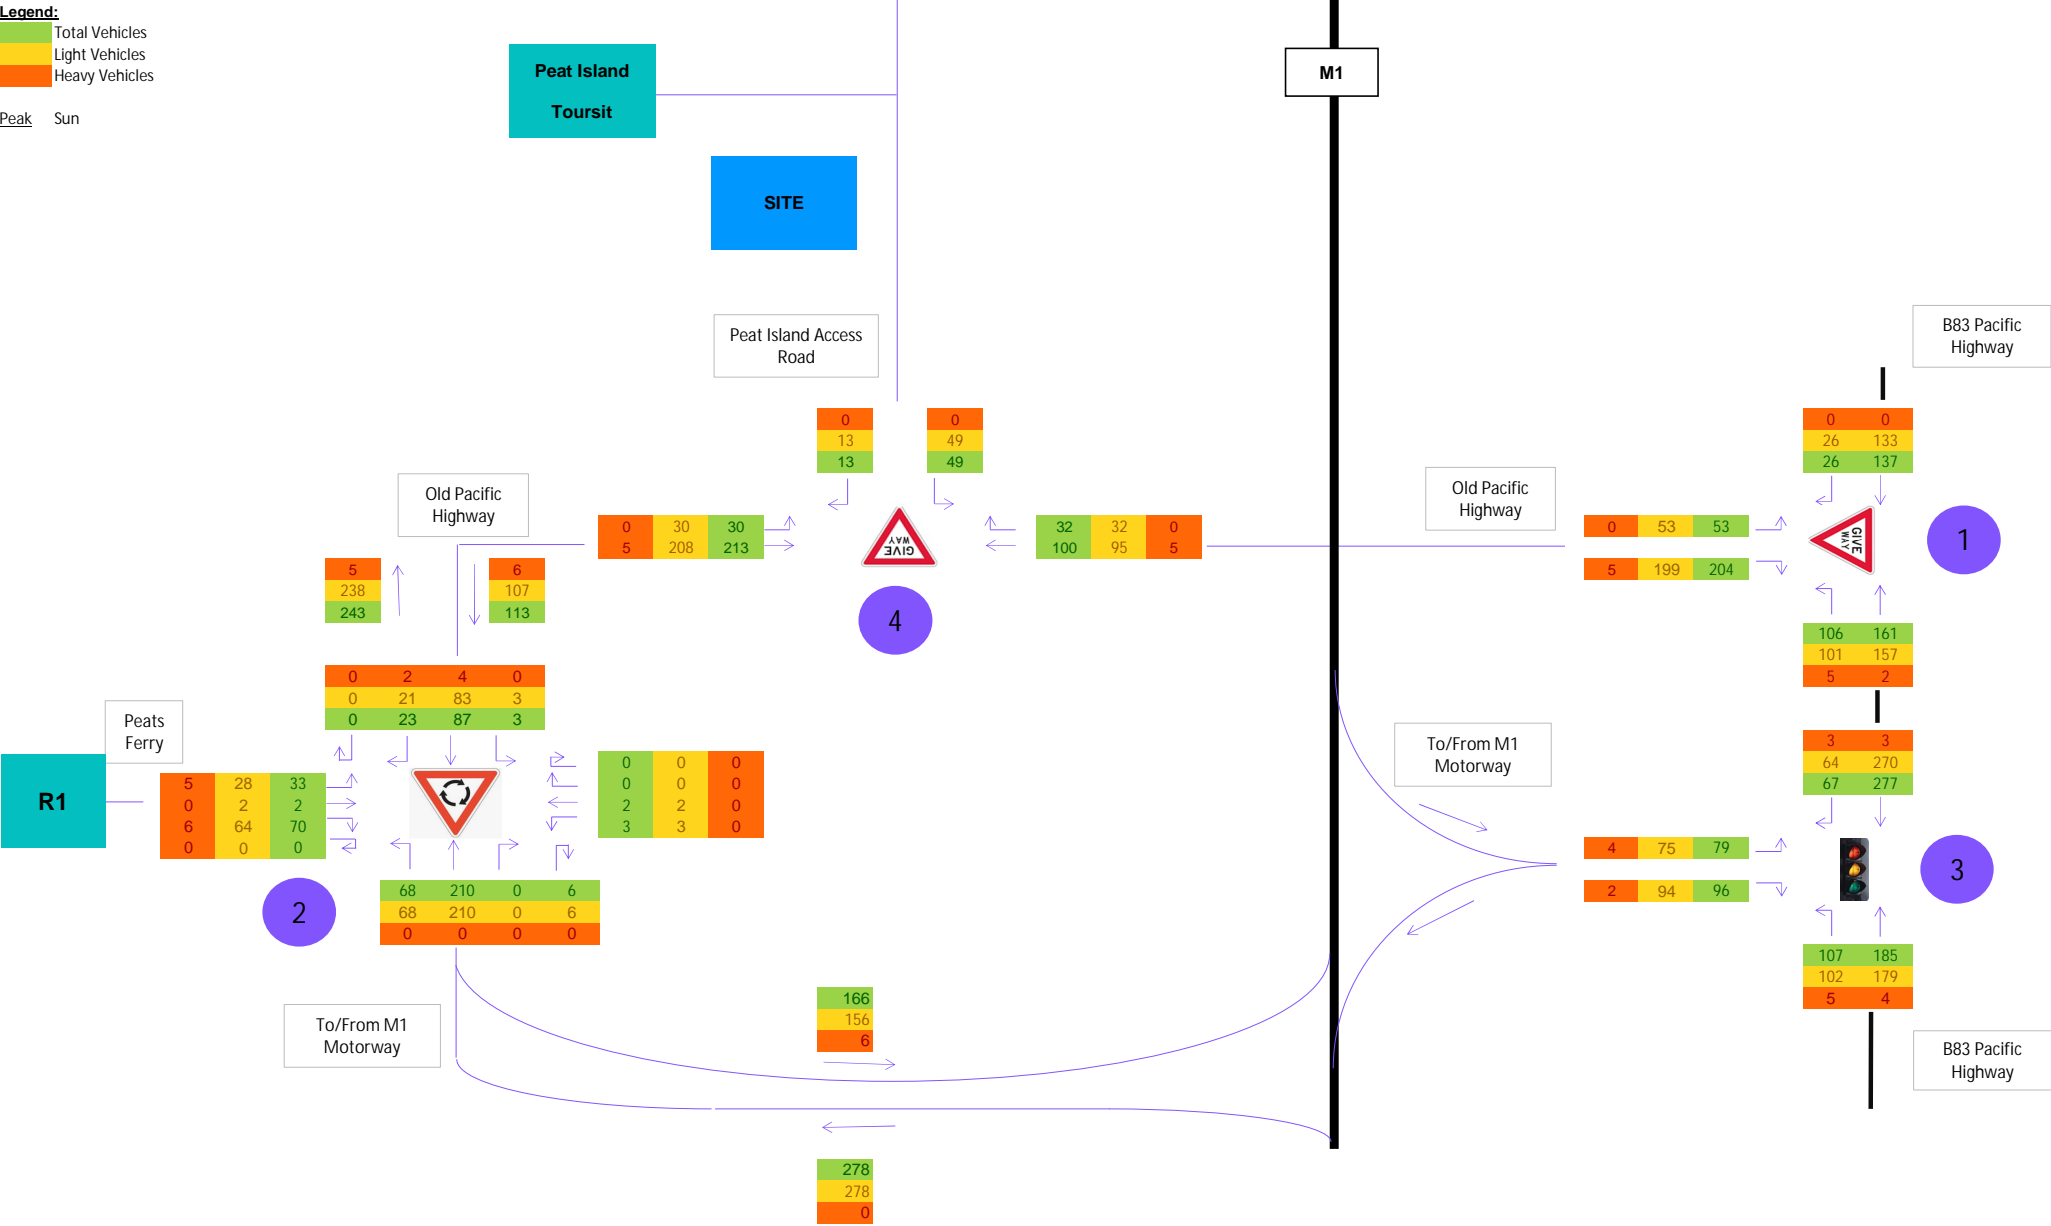 Legend:
Total Vehicles
Light Vehicles
Heavy Vehicles
Peak Sun
Peat Island
Toursit
M1
SITE
Peat Island Access
Road
B83 Pacific
Highway
0 0
13 49
13 49
0 0
26 133
26 137
Old Pacific
Highway
Old Pacific
Highway
0 30 30
5 208 213
GIVE
WAY
32 32 0
100 95 5
0 53 53
5 199 204
GIVE
WAY
1
5 6
238 107
243 113
4
106 161
101 157
5 2
0 2 4 0
0 21 83 3
0 23 87 3
Peats
Ferry
R1
5 28 33
0 2 2
6 64 70
0 0 0
0 0 0
0 0 0
2 2 0
3 3 0
To/From M1
Motorway
3 3
64 270
67 277
4 75 79
2 94 96
3
2
68 210 0 6
68 210 0 6
0 0 0 0
107 185
102 179
5 4
To/From M1
Motorway
166
156
6
B83 Pacific
Highway
278
278
0